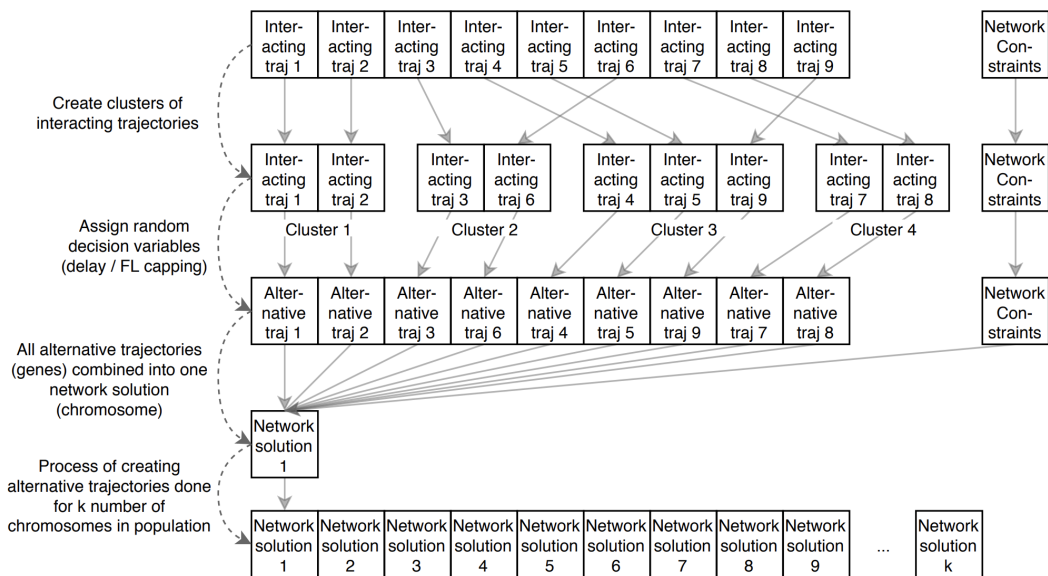 Inter-
acting
traj 1
Inter-
acting
traj 2
Inter-
acting
traj 3
Inter-
acting
traj 4
Inter-
acting
traj 5
Inter-
acting
traj 6
Inter-
acting
traj 7
Inter-
acting
traj 8
Inter-
acting
traj 9
Network
Con-
straints
Create clusters of
interacting trajectories
Inter-
acting
traj 1
Inter-
acting
traj 2
Inter-
acting
traj 3
Inter-
acting
traj 6
Inter-
acting
traj 4
Inter-
acting
traj 5
Inter-
acting
traj 9
Inter-
acting
traj 7
Inter-
acting
traj 8
Network
Con-
straints
Cluster 1
Cluster 2
Cluster 3
Cluster 4
Assign random
decision variables
(delay / FL capping)
Alter-
native
traj 1
Alter-
native
traj 2
Alter-
native
traj 3
Alter-
native
traj 6
Alter-
native
traj 4
Alter-
native
traj 5
Alter-
native
traj 9
Alter-
native
traj 7
Alter-
native
traj 8
Network
Con-
straints
All alternative trajectories
(genes) combined into one
network solution
(chromosome)
Network
solution
1
Process of creating
alternative trajectories done
for k number of
chromosomes in population
Network
solution
1
Network
solution
2
Network
solution
3
Network
solution
4
Network
solution
5
Network
solution
6
Network
solution
7
Network
solution
8
Network
solution
9
...
Network
solution
k